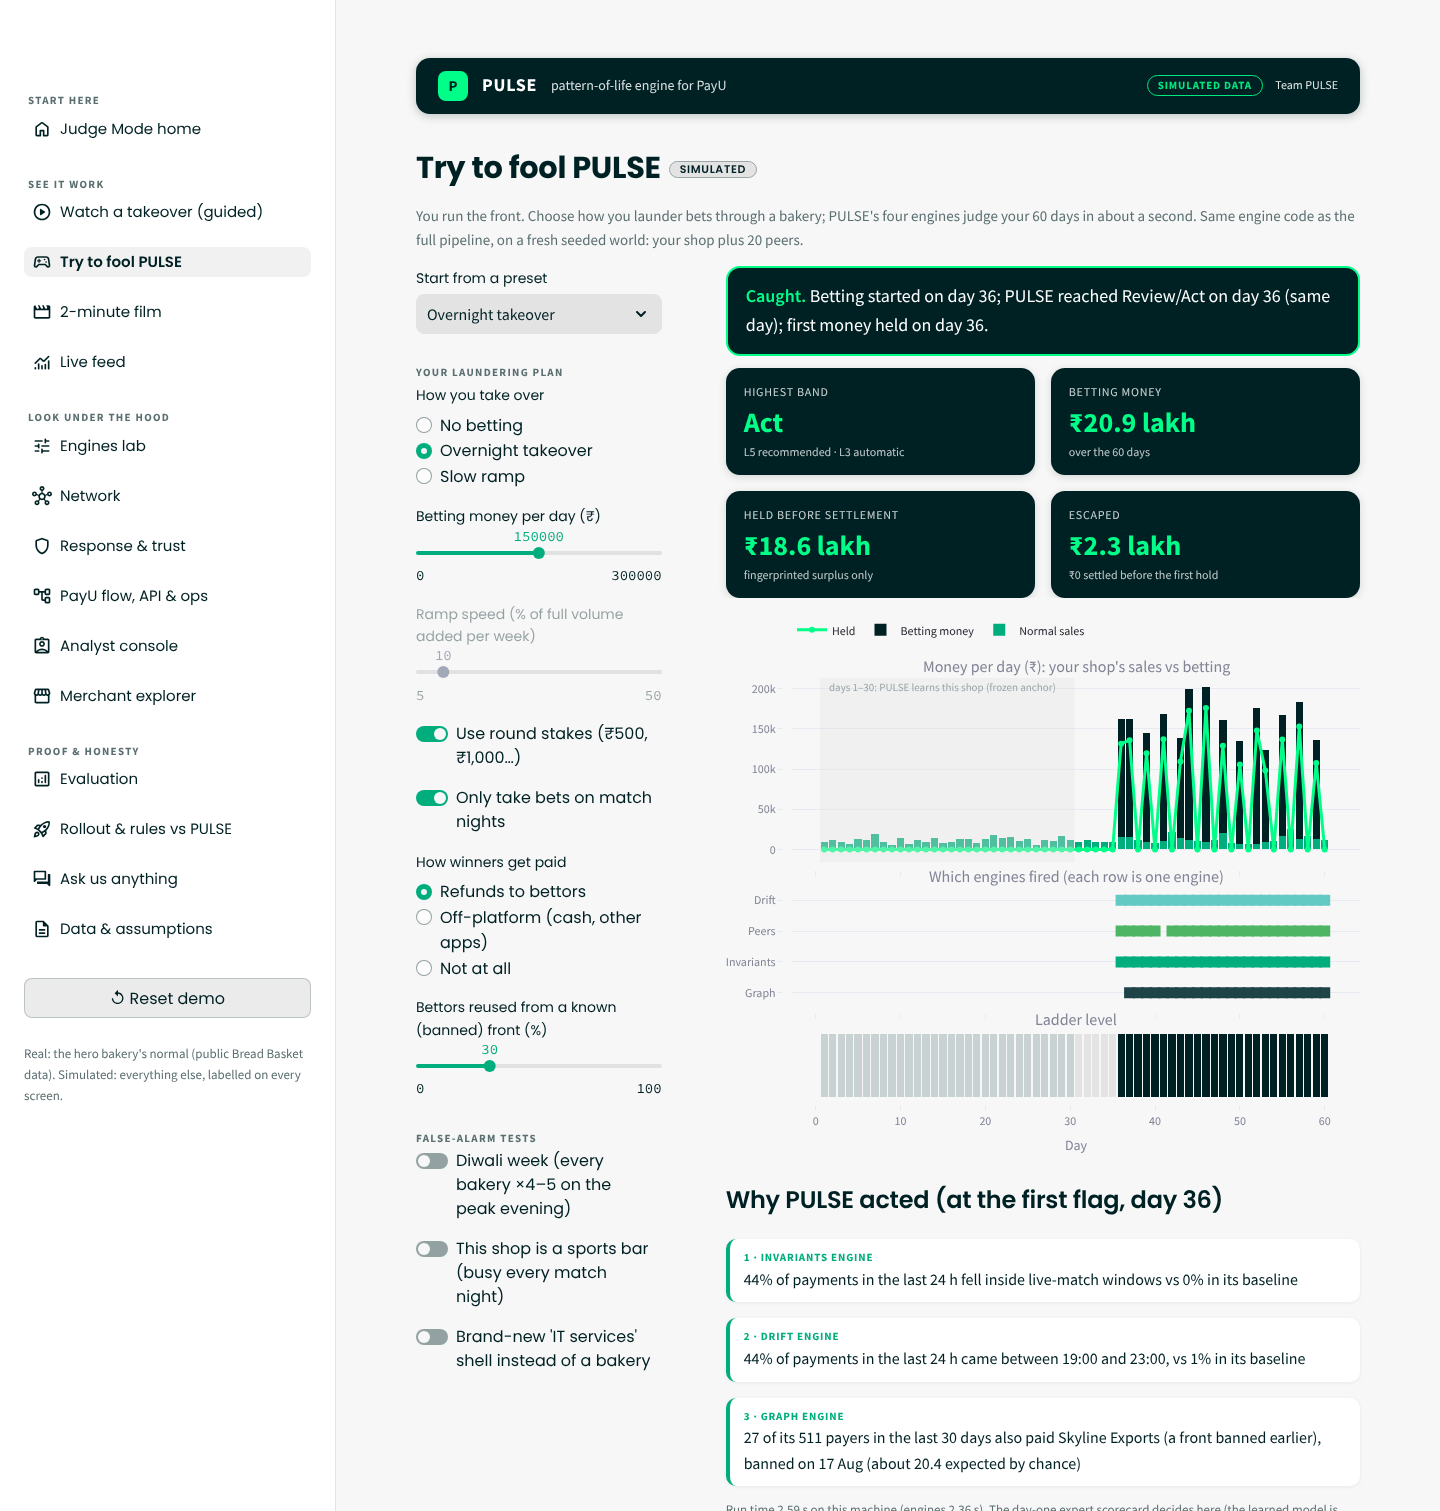 START HERE
Judge Mode home
SEE IT WORK
Watch a takeover (guided)
Try to fool PULSE
2-minute film
Live feed
LOOK UNDER THE HOOD
Engines lab
Network
Response & trust
PayU flow, API & ops
Analyst console
Merchant explorer
PROOF & HONESTY
Evaluation
Rollout & rules vs PULSE
Ask us anything
Data & assumptions
Reset demo
Real: the hero bakery's normal (public Bread Basket
data). Simulated: everything else, labelled on every
screen.
P PULSE pattern-of-life engine for PayU SIMULATED DATA Team PULSE
Try to fool PULSE SIMULATED
You run the front. Choose how you launder bets through a bakery; PULSE's four engines judge your 60 days in about a second. Same engine code as the
full pipeline, on a fresh seeded world: your shop plus 20 peers.
Start from a preset
Overnight takeover
YOUR LAUNDERING PLAN
How you take over
No betting
Overnight takeover
Slow ramp
Betting money per day (₹)
150000
0 300000
Ramp speed (% of full volume
added per week)
10
5 50
Use round stakes (₹500,
₹1,000...)
Only take bets on match
nights
How winners get paid
Refunds to bettors
Off-platform (cash, other
apps)
Not at all
Bettors reused from a known
(banned) front (%)
30
0 100
FALSE-ALARM TESTS
Diwali week (every
bakery ×4–5 on the
peak evening)
This shop is a sports bar
(busy every match
night)
Brand-new 'IT services'
shell instead of a bakery
Caught. Betting started on day 36; PULSE reached Review/Act on day 36 (same
day); first money held on day 36.
HIGHEST BAND
Act
L5 recommended · L3 automatic
BETTING MONEY
₹20.9 lakh
over the 60 days
HELD BEFORE SETTLEMENT
₹18.6 lakh
fingerprinted surplus only
ESCAPED
₹2.3 lakh
₹0 settled before the first hold
Held Betting money Normal sales
Money per day (₹): your shop's sales vs betting
days 1–30: PULSE learns this shop (frozen anchor)
200k
150k
100k
50k
0
Which engines fired (each row is one engine)
Drift
Peers
Invariants
Graph
Ladder level
0 10 20 30 40 50 60
Day
Why PULSE acted (at the first flag, day 36)
1 · INVARIANTS ENGINE
44% of payments in the last 24 h fell inside live-match windows vs 0% in its baseline
2 · DRIFT ENGINE
44% of payments in the last 24 h came between 19:00 and 23:00, vs 1% in its baseline
3 · GRAPH ENGINE
27 of its 511 payers in the last 30 days also paid Skyline Exports (a front banned earlier),
banned on 17 Aug (about 20.4 expected by chance)
Run time 2.59 s on this machine (engines 2.36 s). The day-one expert scorecard decides here (the learned model is